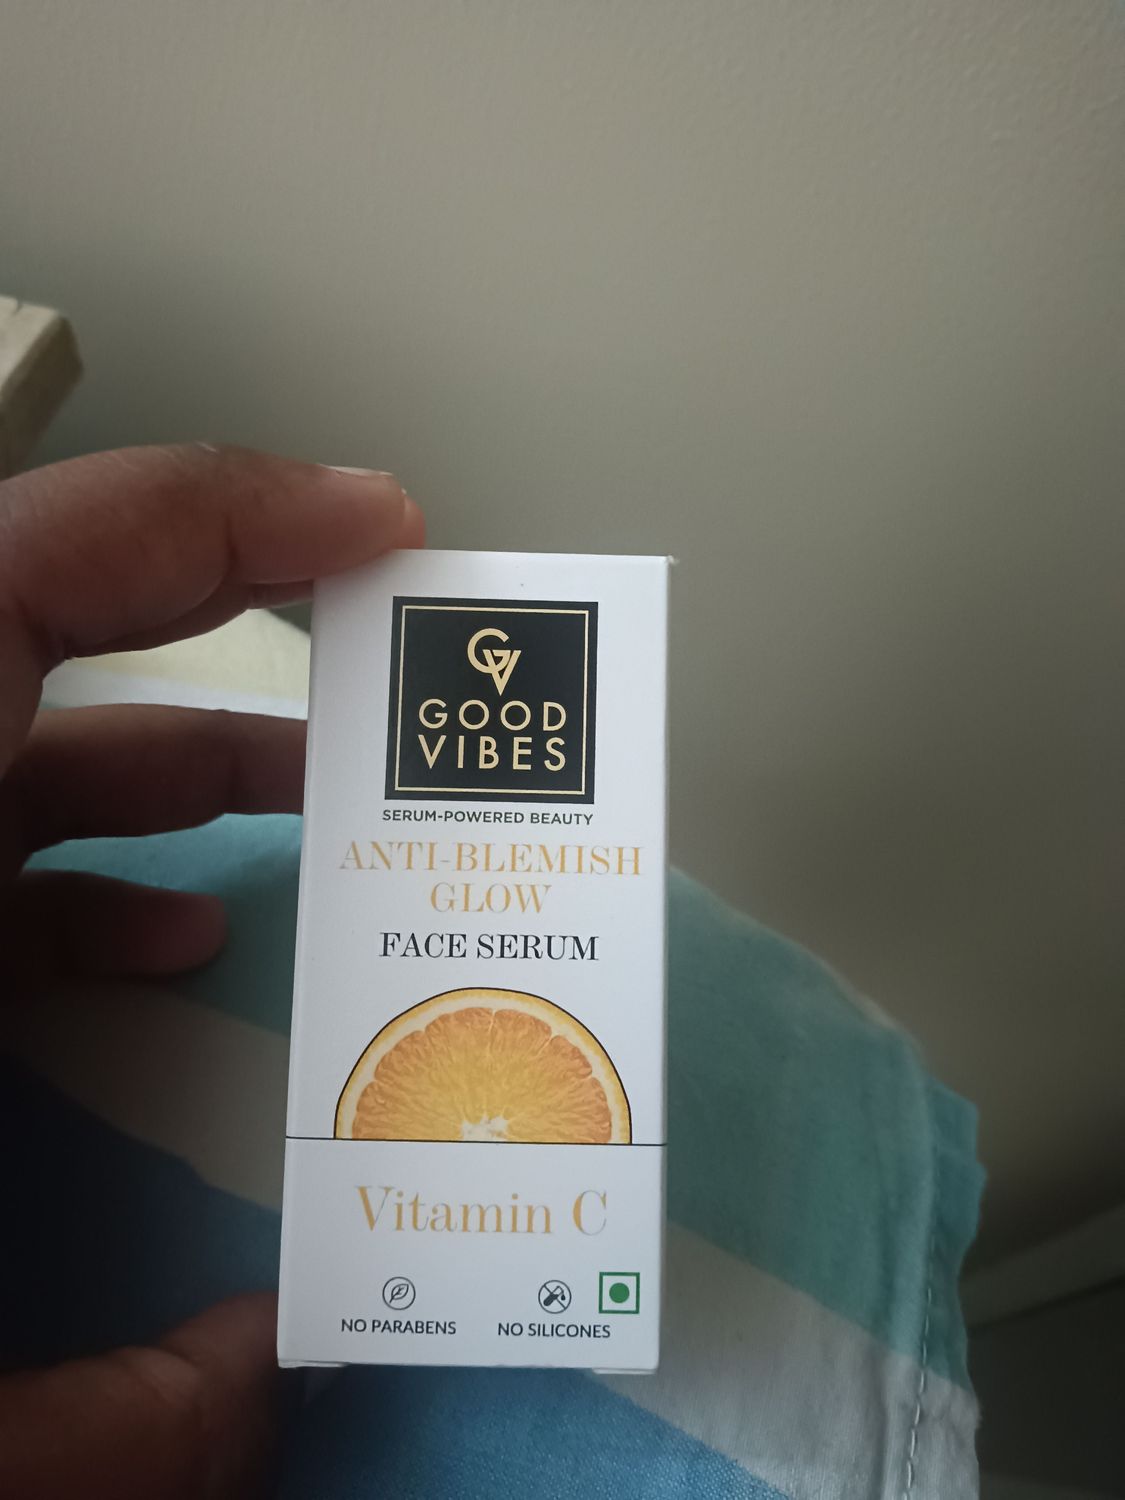 GV
GOOD
VIBES
SERUM-POWERED BEAUTY
ANTI-BLEMISH
GLOW
FACE SERUM
Vitamin C
NO PARABENS
NO SILICONES